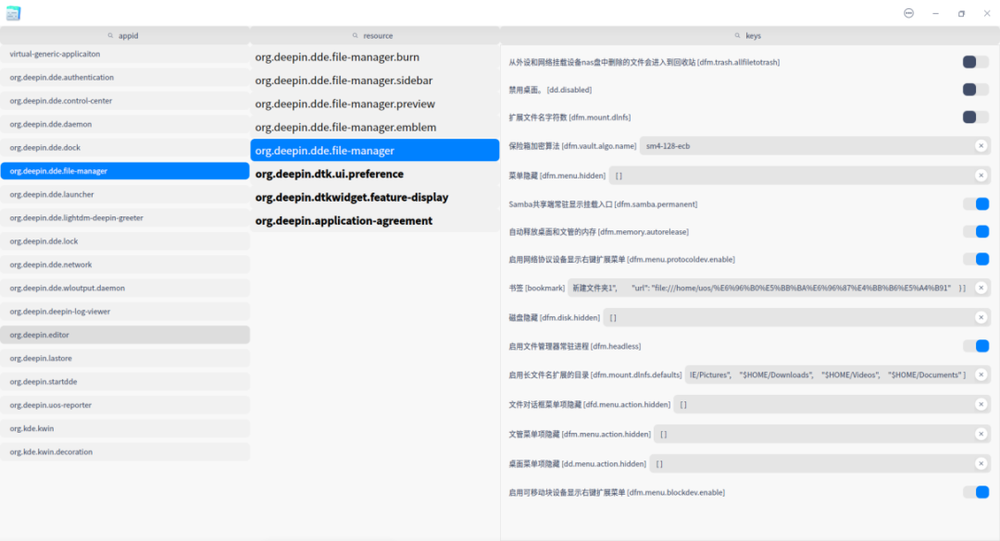 appid
virtual-generic-applicaiton
org.deepin.dde.authentication
org.deepin.dde.control-center
org.deepin.dde.daemon
org.deepin.dde.dock
org.deepin.dde.file-manager
org.deepin.dde.launcher
org.deepin.dde.lightdm-deepin-greeter
org.deepin.dde.lock
org.deepin.dde.network
org.deepin.dde.wloutput.daemon
org.deepin.deepin-log-viewer
org.deepin.editor
org.deepin.lastore
org.deepin.startdde
org.deepin.uos-reporter
org.kde.kwin
org.kde.kwin.decoration
resource
org.deepin.dde.file-manager.burn
org.deepin.dde.file-manager.sidebar
org.deepin.dde.file-manager.preview
org.deepin.dde.file-manager.emblem
org.deepin.dde.file-manager
org.deepin.dtk.ui.preference
org.deepin.dtkwidget.feature-display
org.deepin.application-agreement
keys
从外设和网络挂载设备nas盘中删除的文件会进入到回收站 [dfm.trash.allfiletotrash]
禁用桌面。 [dd.disabled]
扩展文件名字符数 [dfm.mount.dlnfs]
保险箱加密算法 [dfm.vault.algo.name] sm4-128-ecb
菜单隐藏 [dfm.menu.hidden] []
Samba共享端常驻显示挂载入口 [dfm.samba.permanent]
自动释放桌面和文管的内存 [dfm.memory.autorelease]
启用网络协议设备显示右键扩展菜单 [dfm.menu.protocoldev.enable]
书签 [bookmark] 新建文件夹1", "url": "file:///home/uos/%E6%96%B0%E5%BB%BA%E6%96%87%E4%BB%B6%E5%A4%B91" }]
磁盘隐藏 [dfm.disk.hidden] []
启用文件管理器常驻进程 [dfm.headless]
启用长文件名扩展的目录 [dfm.mount.dlnfs.defaults] E/Pictures", "$HOME/Downloads", "$HOME/Videos", "$HOME/Documents" ]
文件对话框菜单项隐藏 [dfd.menu.action.hidden] []
文管菜单项隐藏 [dfm.menu.action.hidden] []
桌面菜单项隐藏 [dd.menu.action.hidden] []
启用可移动块设备显示右键扩展菜单 [dfm.menu.blockdev.enable]